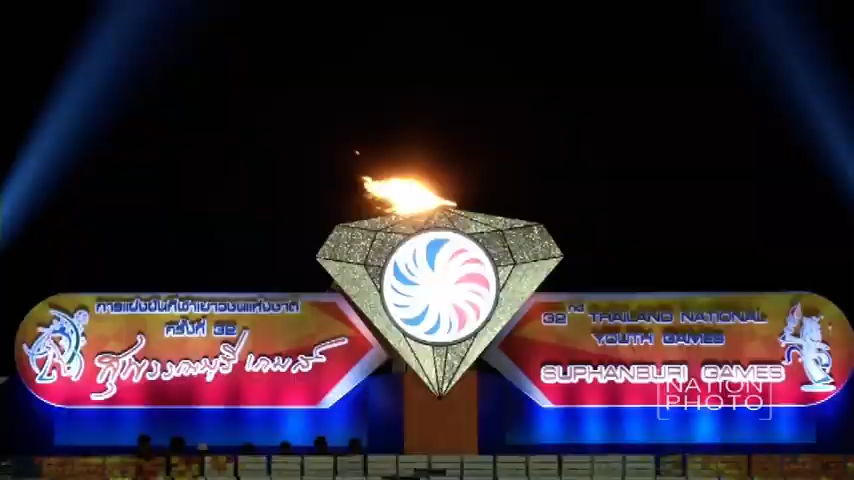 การแข่งขันกีฬาเยาวชนแห่งชาติ
ครั้งที่ 32
สุพรรณบุรีเกมส์
32nd THAILAND NATIONAL
YOUTH GAMES
SUPHANBURI GAMES
NATION
PHOTO